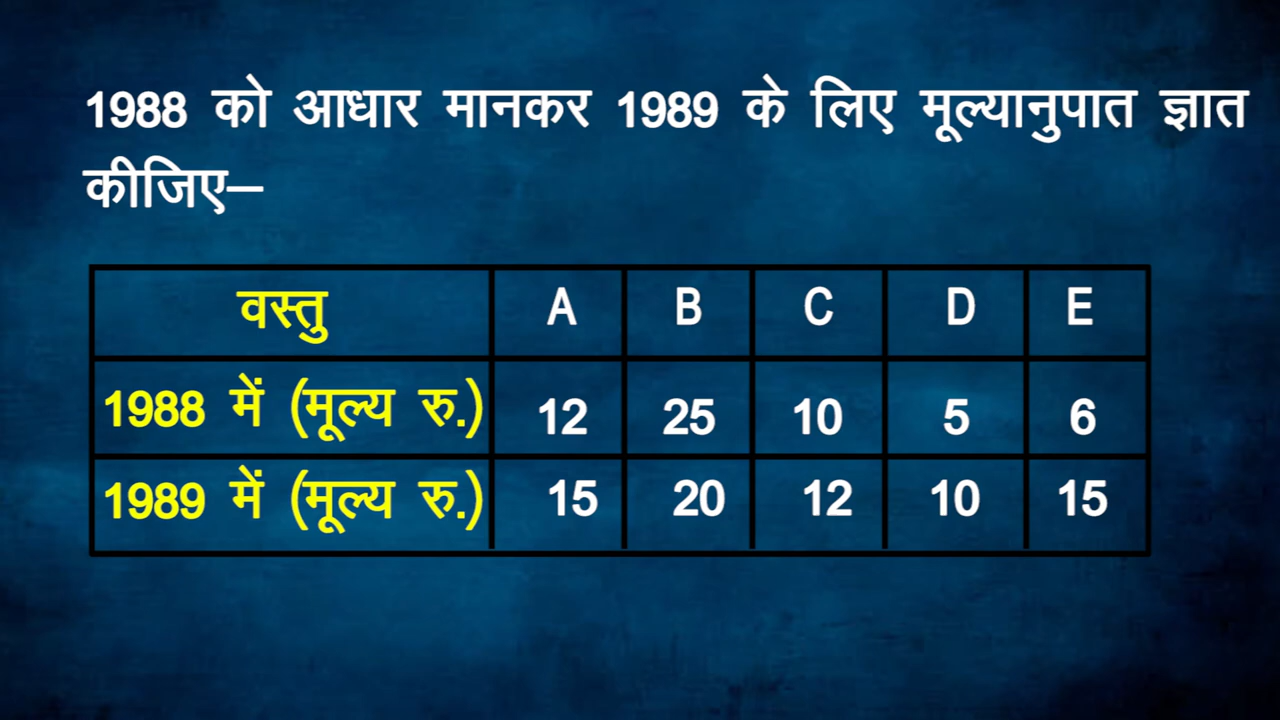 1988 को आधार मानकर 1989 के लिए मूल्यानुपात ज्ञात
कीजिए–
वस्तु A B C D E
1988 में (मूल्य रु.) 12 25 10 5 6
1989 में (मूल्य रु.) 15 20 12 10 15